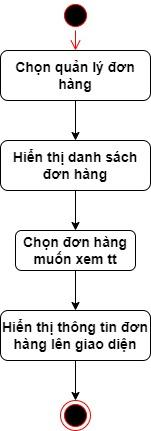 Chọn quản lý đơn
hàng
Hiển thị danh sách
đơn hàng
Chọn đơn hàng
muốn xem tt
Hiển thị thông tin đơn
hàng lên giao diện